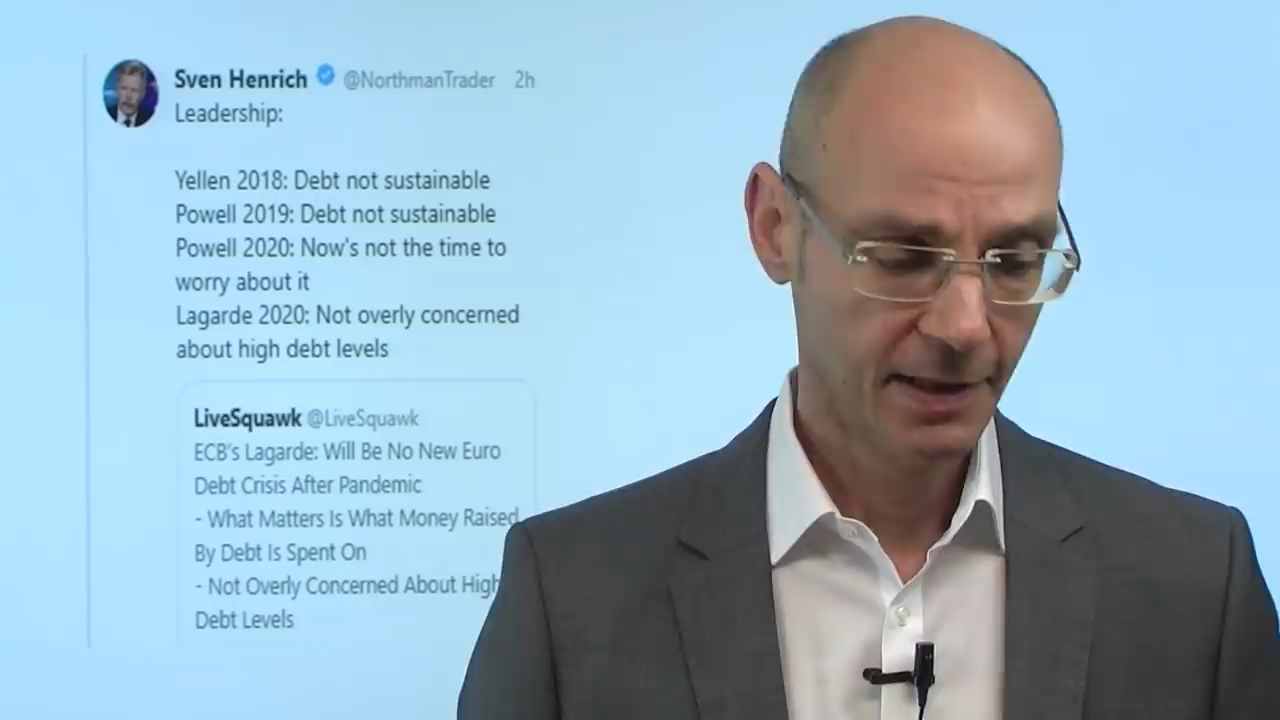 Sven Henrich @NorthmanTrader 2h
Leadership:
Yellen 2018: Debt not sustainable
Powell 2019: Debt not sustainable
Powell 2020: Now's not the time to
worry about it
Lagarde 2020: Not overly concerned
about high debt levels
LiveSquawk @LiveSquawk
ECB's Lagarde: Will Be No New Euro
Debt Crisis After Pandemic
- What Matters Is What Money Raised
By Debt Is Spent On
- Not Overly Concerned About High
Debt Levels